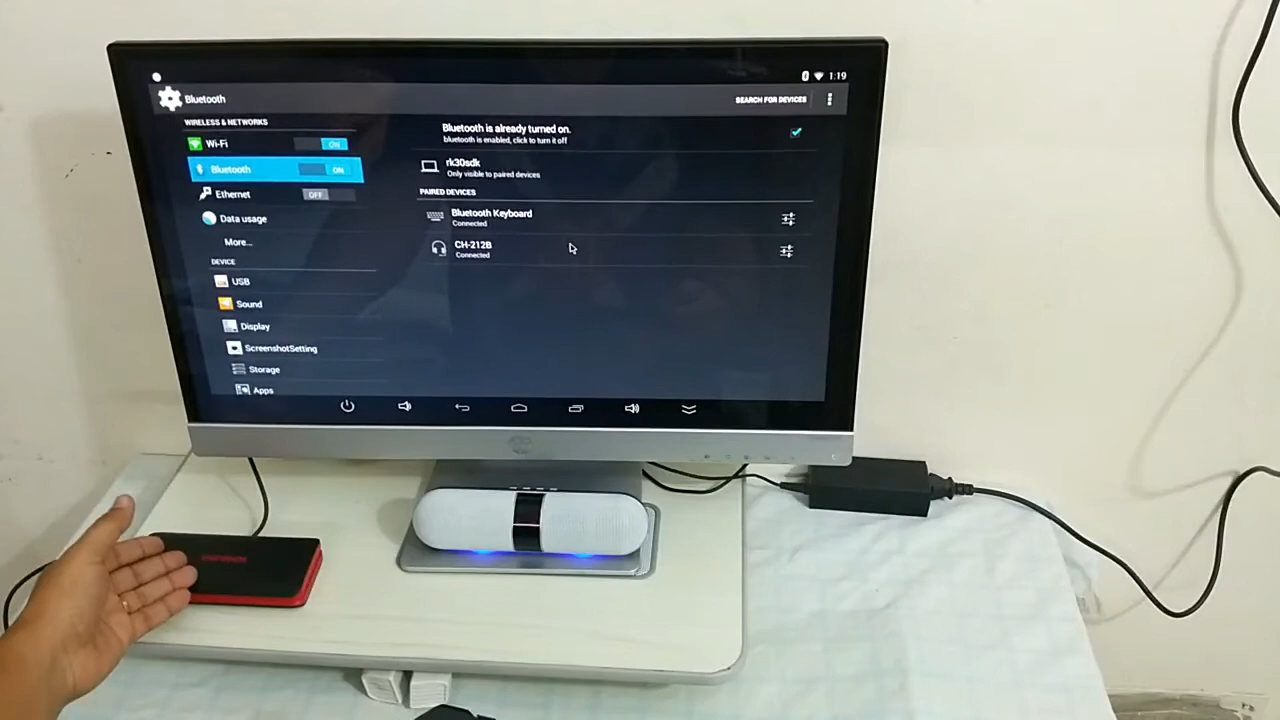 1:19
Bluetooth
SEARCH FOR DEVICES
WIRELESS & NETWORKS
Wi-Fi
ON
Bluetooth
ON
Ethernet
OFF
Data usage
More...
DEVICE
USB
Sound
Display
ScreenshotSetting
Storage
Apps
Bluetooth is already turned on.
bluetooth is enabled, click to turn it off
rk30sdk
Only visible to paired devices
PAIRED DEVICES
Bluetooth Keyboard
Connected
CH-212B
Connected